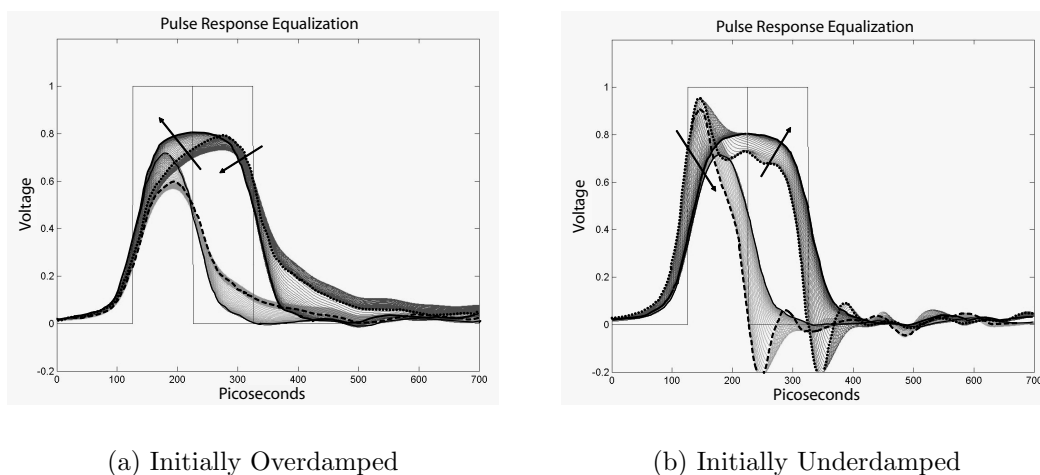 Pulse Response Equalization
Voltage
1
0.8
0.6
0.4
0.2
0
-0.2
0 100 200 300 400 500 600 700
Picoseconds
(a) Initially Overdamped
Pulse Response Equalization
Voltage
1
0.8
0.6
0.4
0.2
0
-0.2
0 100 200 300 400 500 600 700
Picoseconds
(b) Initially Underdamped